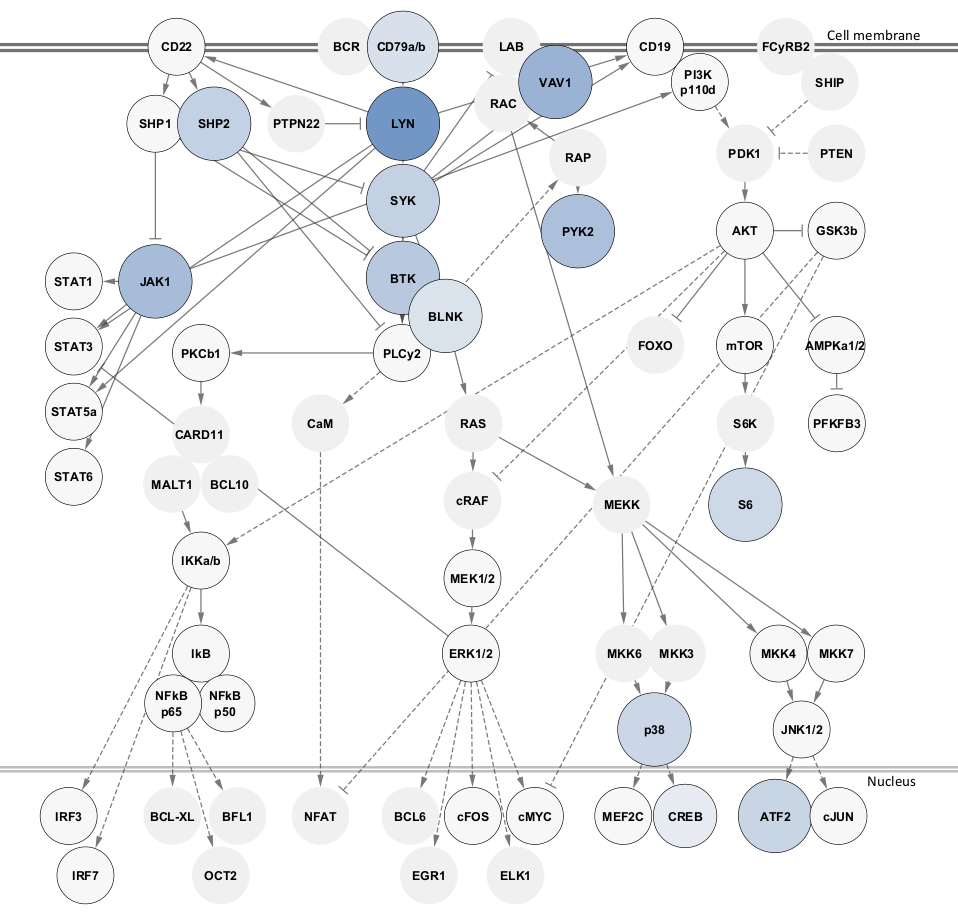 Cell membrane
CD22
BCR
CD79a/b
LAB
CD19
FCyRB2
VAV1
PI3K
p110d
SHIP
RAC
SHP1
SHP2
PTPN22
LYN
RAP
PDK1
PTEN
SYK
PYK2
AKT
GSK3b
STAT1
JAK1
BTK
BLNK
STAT3
PKCb1
PLCy2
FOXO
mTOR
AMPKa1/2
STAT5a
CARD11
CaM
RAS
S6K
PFKFB3
STAT6
MALT1
BCL10
cRAF
MEKK
S6
IKKa/b
MEK1/2
IkB
ERK1/2
MKK6
MKK3
MKK4
MKK7
NFkB
p65
NFkB
p50
p38
JNK1/2
Nucleus
IRF3
BCL-XL
BFL1
NFAT
BCL6
cFOS
cMYC
MEF2C
CREB
ATF2
cJUN
IRF7
OCT2
EGR1
ELK1